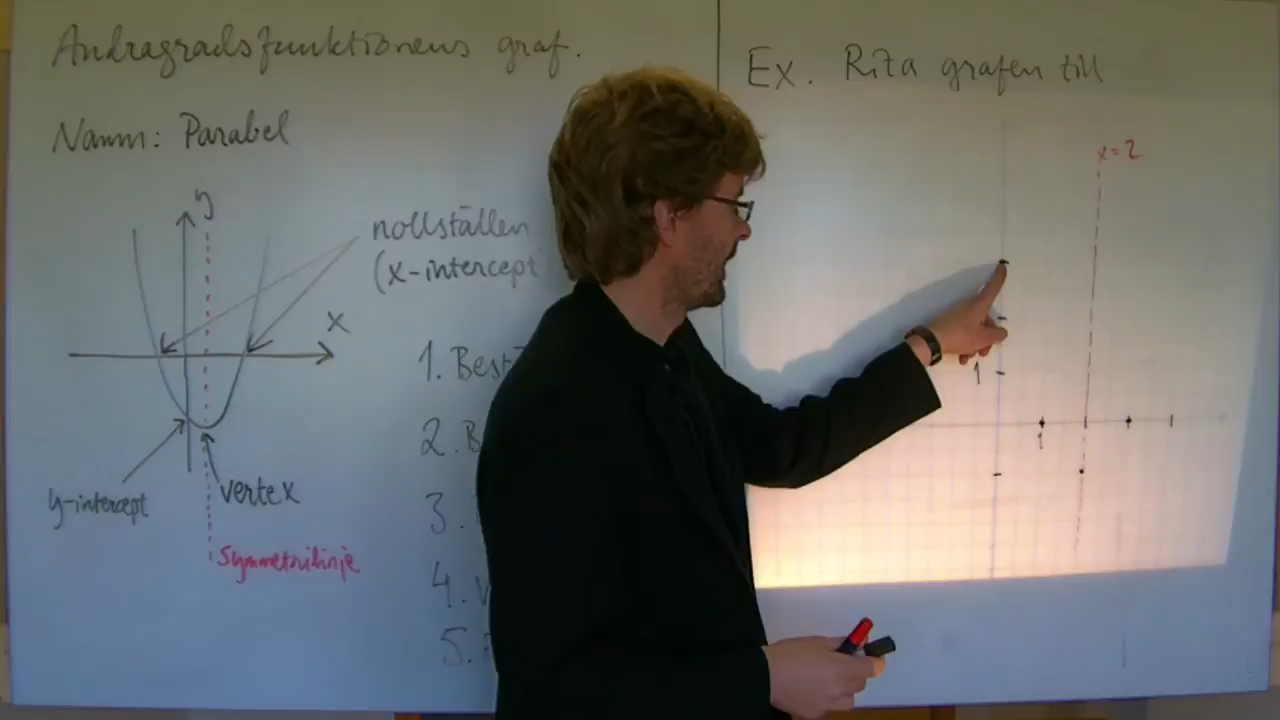 Andragradsfunktionens graf.
Namn: Parabel
y
nollställen
(x-intercept
x
y-intercept
vertex
Symmetrilinje
1. Best
2. B
3.
4. V
5.
Ex. Rita grafen till
x=2
1
1